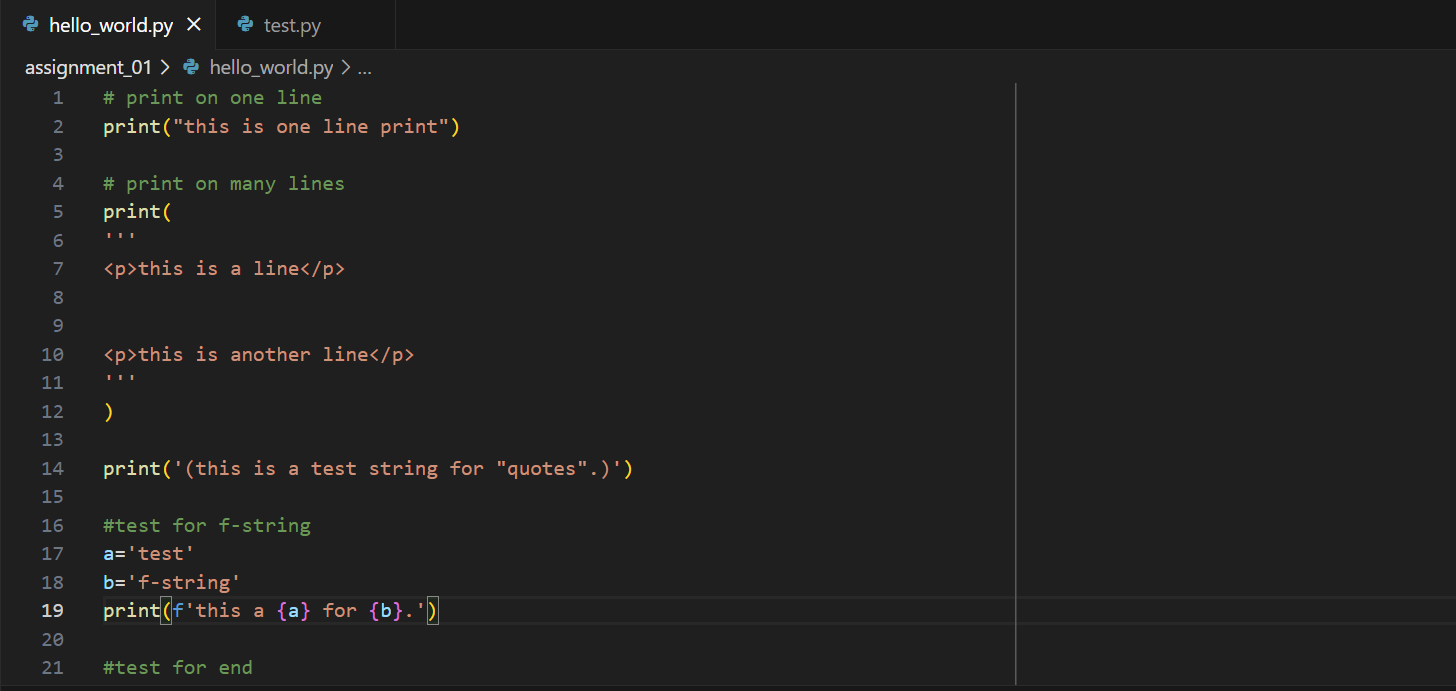 hello_world.py × test.py
assignment_01 > hello_world.py > ...
1 # print on one line
2 print("this is one line print")
3
4 # print on many lines
5 print(
6 '''
7 <p>this is a line</p>
8
9
10 <p>this is another line</p>
11 '''
12 )
13
14 print('(this is a test string for "quotes".)')
15
16 #test for f-string
17 a='test'
18 b='f-string'
19 print(f'this a {a} for {b}.')
20
21 #test for end